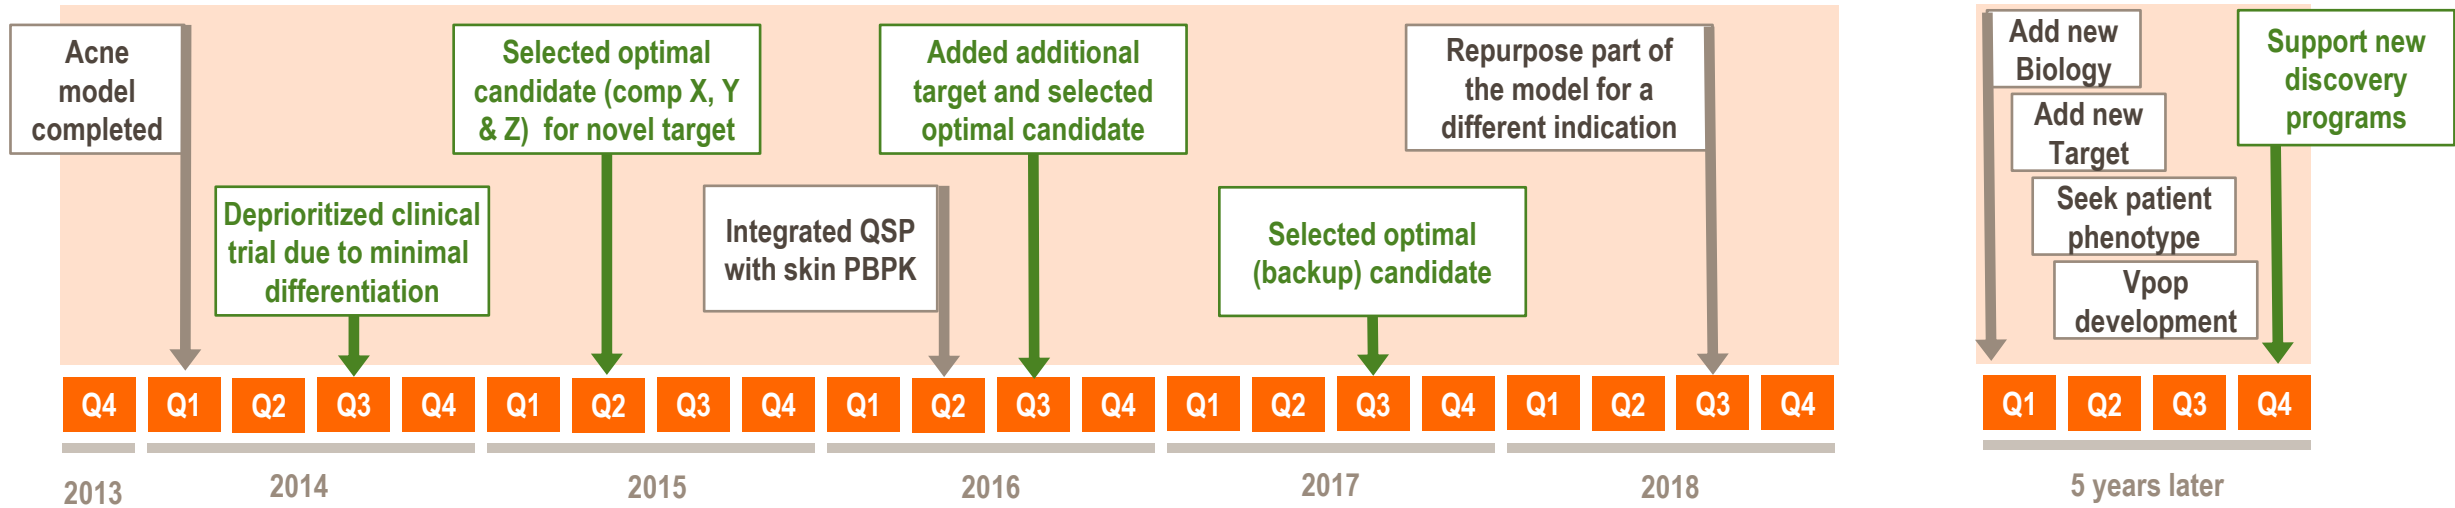 Acne
model
completed
Deprioritized clinical
trial due to minimal
differentiation
Selected optimal
candidate (comp X, Y
& Z) for novel target
Integrated QSP
with skin PBPK
Added additional
target and selected
optimal candidate
Selected optimal
(backup) candidate
Repurpose part of
the model for a
different indication
Add new
Biology
Add new
Target
Seek patient
phenotype
Vpop
development
Support new
discovery
programs
Q4 Q1 Q2 Q3 Q4 Q1 Q2 Q3 Q4 Q1 Q2 Q3 Q4 Q1 Q2 Q3 Q4 Q1 Q2 Q3 Q4 Q1 Q2 Q3 Q4
2013 2014 2015 2016 2017 2018 5 years later